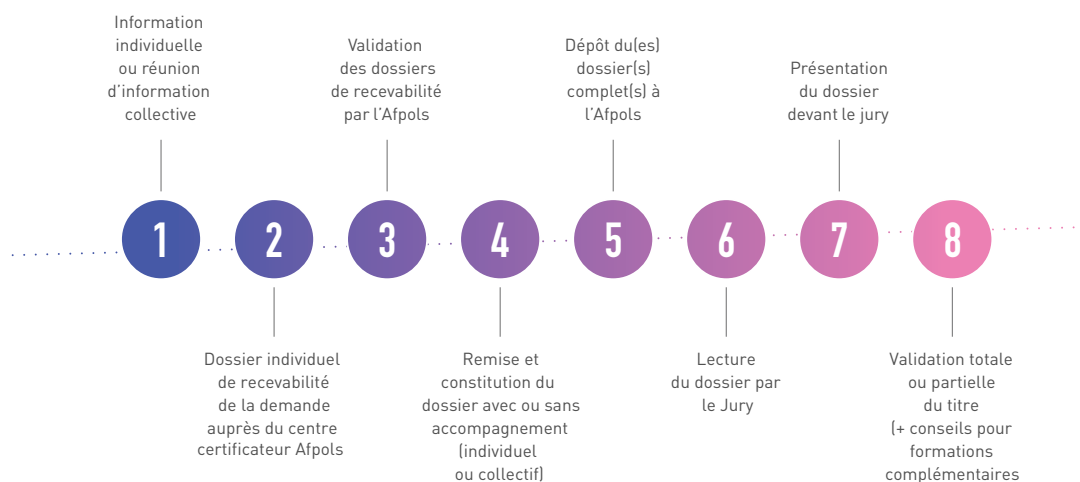 Information
individuelle
ou réunion
d'information
collective
Validation
des dossiers
de recevabilité
par l'Afpols
Dépôt du(es)
dossier(s)
complet(s) à
l'Afpols
Présentation
du dossier
devant le jury
1
2
3
4
5
6
7
8
Dossier individuel
de recevabilité
de la demande
auprès du centre
certificateur Afpols
Remise et
constitution du
dossier avec ou sans
accompagnement
(individuel
ou collectif)
Lecture
du dossier par
le Jury
Validation totale
ou partielle
du titre
(+ conseils pour
formations
complémentaires